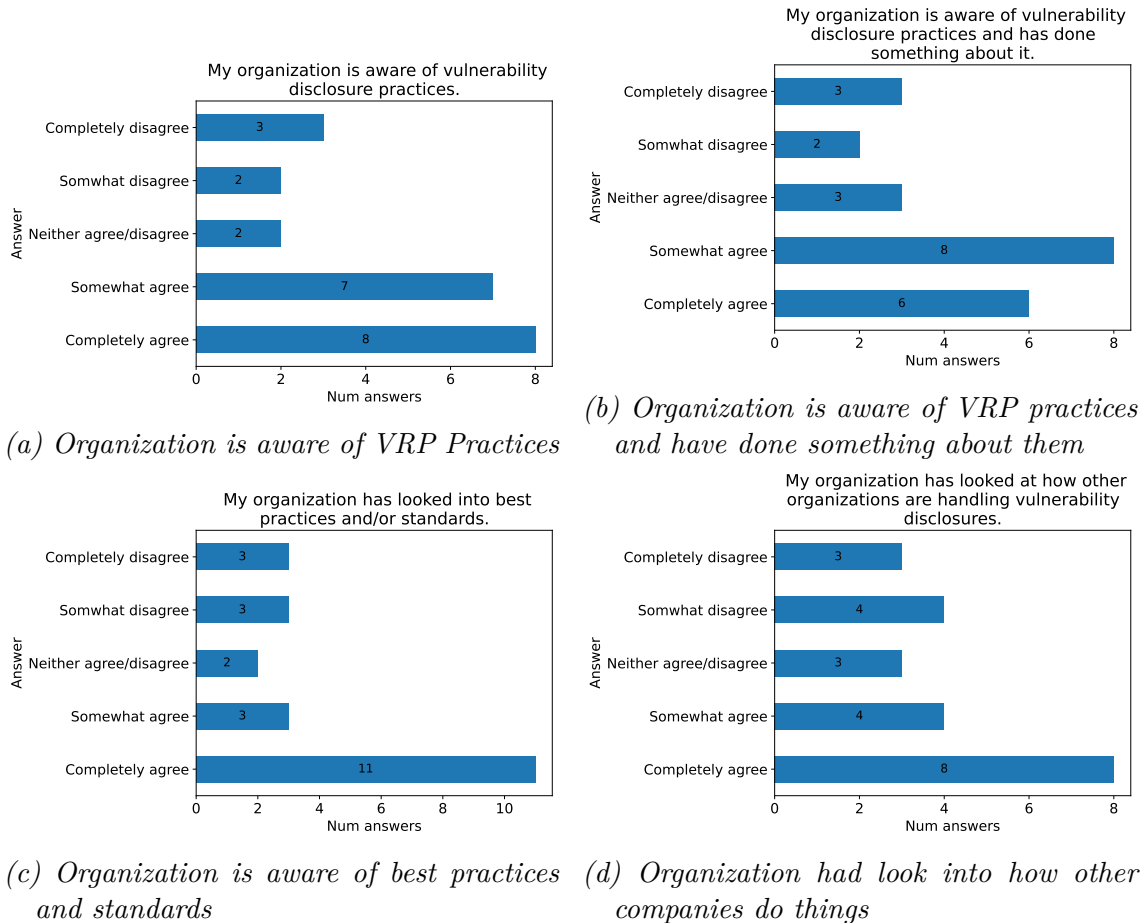 My organization is aware of vulnerability
disclosure practices.
Answer
Completely disagree
3
Somwhat disagree
2
Neither agree/disagree
2
Somewhat agree
7
Completely agree
8
0 2 4 6 8
Num answers
(a) Organization is aware of VRP Practices
My organization is aware of vulnerability
disclosure practices and has done
something about it.
Answer
Completely disagree
3
Somwhat disagree
2
Neither agree/disagree
3
Somewhat agree
8
Completely agree
6
0 2 4 6 8
Num answers
(b) Organization is aware of VRP practices
and have done something about them
My organization has looked into best
practices and/or standards.
Answer
Completely disagree
3
Somwhat disagree
3
Neither agree/disagree
2
Somewhat agree
3
Completely agree
11
0 2 4 6 8 10
Num answers
(c) Organization is aware of best practices
and standards
My organization has looked at how other
organizations are handling vulnerability
disclosures.
Answer
Completely disagree
3
Somwhat disagree
4
Neither agree/disagree
3
Somewhat agree
4
Completely agree
8
0 2 4 6 8
Num answers
(d) Organization had look into how other
companies do things